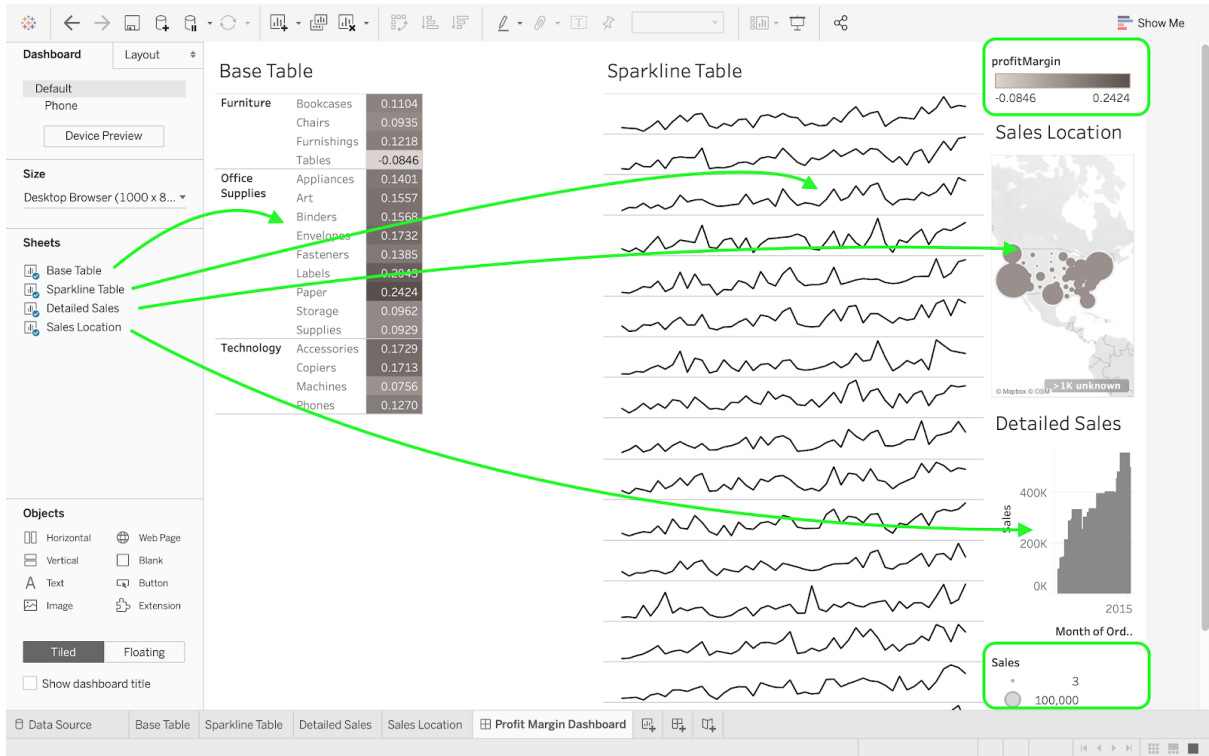 Show Me
Dashboard
Layout
Default
Phone
Device Preview
Size
Desktop Browser (1000 x 8...
Sheets
Base Table
Sparkline Table
Detailed Sales
Sales Location
Objects
Horizontal
Web Page
Vertical
Blank
A Text
Button
Image
Extension
Tiled
Floating
Show dashboard title
Base Table
Furniture Bookcases 0.1104
Chairs 0.0935
Furnishings 0.1218
Tables -0.0846
Office Supplies Appliances 0.1401
Art 0.1557
Binders 0.1568
Envelopes 0.1732
Fasteners 0.1385
Labels 0.2045
Paper 0.2424
Storage 0.0962
Supplies 0.0929
Technology Accessories 0.1729
Copiers 0.1713
Machines 0.0756
Phones 0.1270
Sparkline Table
profitMargin
-0.0846 0.2424
Sales Location
© Mapbox © OSM
>1K unknown
Detailed Sales
Sales
400K
200K
0K
2015
Month of Ord..
Sales
3
100,000
Data Source
Base Table
Sparkline Table
Detailed Sales
Sales Location
Profit Margin Dashboard